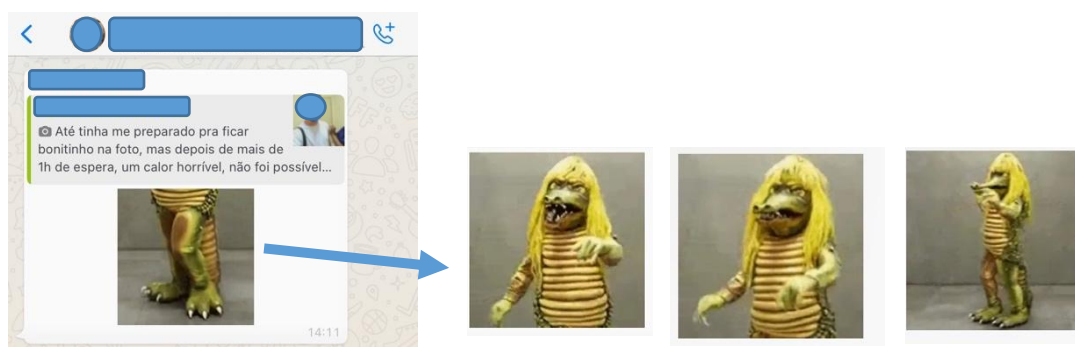 Até tinha me preparado pra ficar
bonitinho na foto, mas depois de mais de
1h de espera, um calor horrível, não foi possível...
14:11